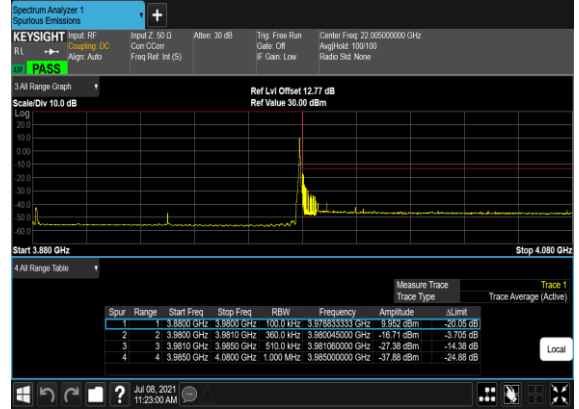 Spectrum Analyzer 1
Spurious Emissions
+
KEYSIGHT Input: RF Input Z: 50 Ω Atten: 30 dB Trig: Free Run Center Freq: 22.005000000 GHz
RL Coupling: DC Corr CCorr Gate: Off Avg|Hold: 100/100
Align: Auto Freq Ref: Int (S) IF Gain: Low Radio Std: None
PASS
3 All Range Graph
Scale/Div 10.0 dB Ref Lvl Offset 12.77 dB
Ref Value 30.00 dBm
Log
20.0
10.0
0.00
-10.0
-20.0
-30.0
-40.0
-50.0
-60.0
Start 3.880 GHz Stop 4.080 GHz
4 All Range Table
Measure Trace Trace 1
Trace Type Trace Average (Active)
Spur Range Start Freq Stop Freq RBW Frequency Amplitude ΔLimit
1 1 3.8800 GHz 3.9800 GHz 100.0 kHz 3.978833333 GHz 9.952 dBm -20.05 dB
2 2 3.9800 GHz 3.9810 GHz 360.0 kHz 3.980045000 GHz -16.71 dBm -3.705 dB
3 3 3.9810 GHz 3.9850 GHz 510.0 kHz 3.981060000 GHz -27.38 dBm -14.38 dB
4 4 3.9850 GHz 4.0800 GHz 1.000 MHz 3.985000000 GHz -37.88 dBm -24.88 dB
Local
? Jul 08, 2021
11:23:00 AM